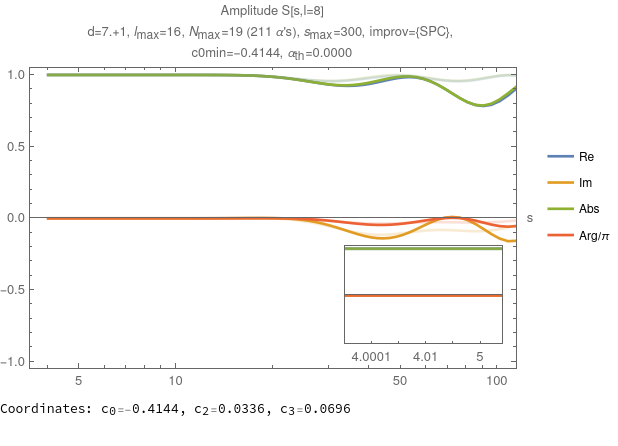 Amplitude S[s,l=8]
d=7.+1, lmax=16, Nmax=19 (211 α's), smax=300, improv={SPC},
c0min=-0.4144, αth=0.0000
1.0
0.5
0.0
-0.5
-1.0
s
5
10
50
100
4.0001
4.01
5
Re
Im
Abs
Arg/π
Coordinates: c0=-0.4144, c2=0.0336, c3=0.0696